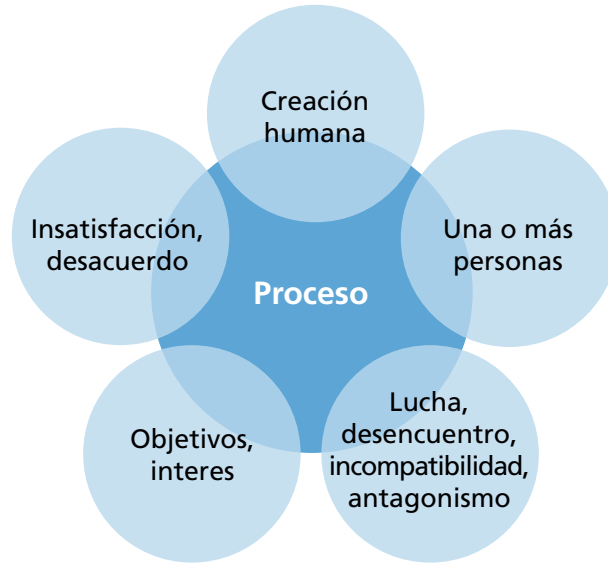 Creación
humana
Una o más
personas
Lucha,
desencuentro,
incompatibilidad,
antagonismo
Objetivos,
interes
Insatisfacción,
desacuerdo
Proceso